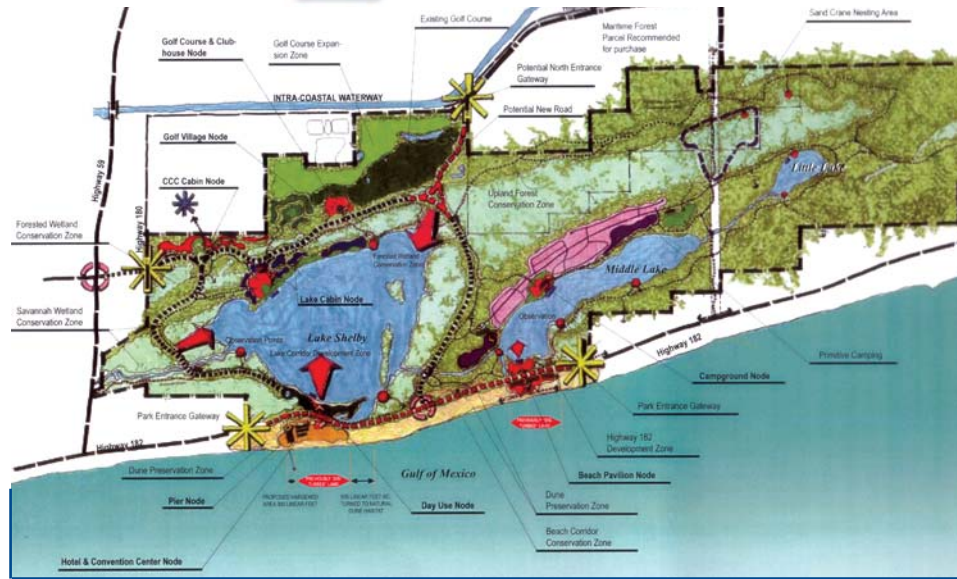 Golf Course & Club-
house Node
Golf Course Expan-
sion Zone
Existing Golf Course
Maritime Forest
Parcel Recommended
for purchase
Sand Crane Nesting Area
Potential North Entrance
Gateway
INTRA-COASTAL WATERWAY
Potential New Road
Golf Village Node
Highway 59
CCC Cabin Node
Little Lake
Upland Forest
Conservation Zone
Highway 180
Forested Wetland
Conservation Zone
Forested Wetland
Conservation Zone
Middle Lake
Lake Cabin Node
Savannah Wetland
Conservation Zone
Observation
Lake Shelby
Observation Points
Lake Corridor Development Zone
Highway 182
Primitive Camping
Campground Node
Park Entrance Gateway
Park Entrance Gateway
Highway 182
Highway 182
Development Zone
Dune Preservation Zone
Gulf of Mexico
Beach Pavilion Node
Pier Node
Day Use Node
Dune
Preservation Zone
Beach Corridor
Conservation Zone
Hotel & Convention Center Node